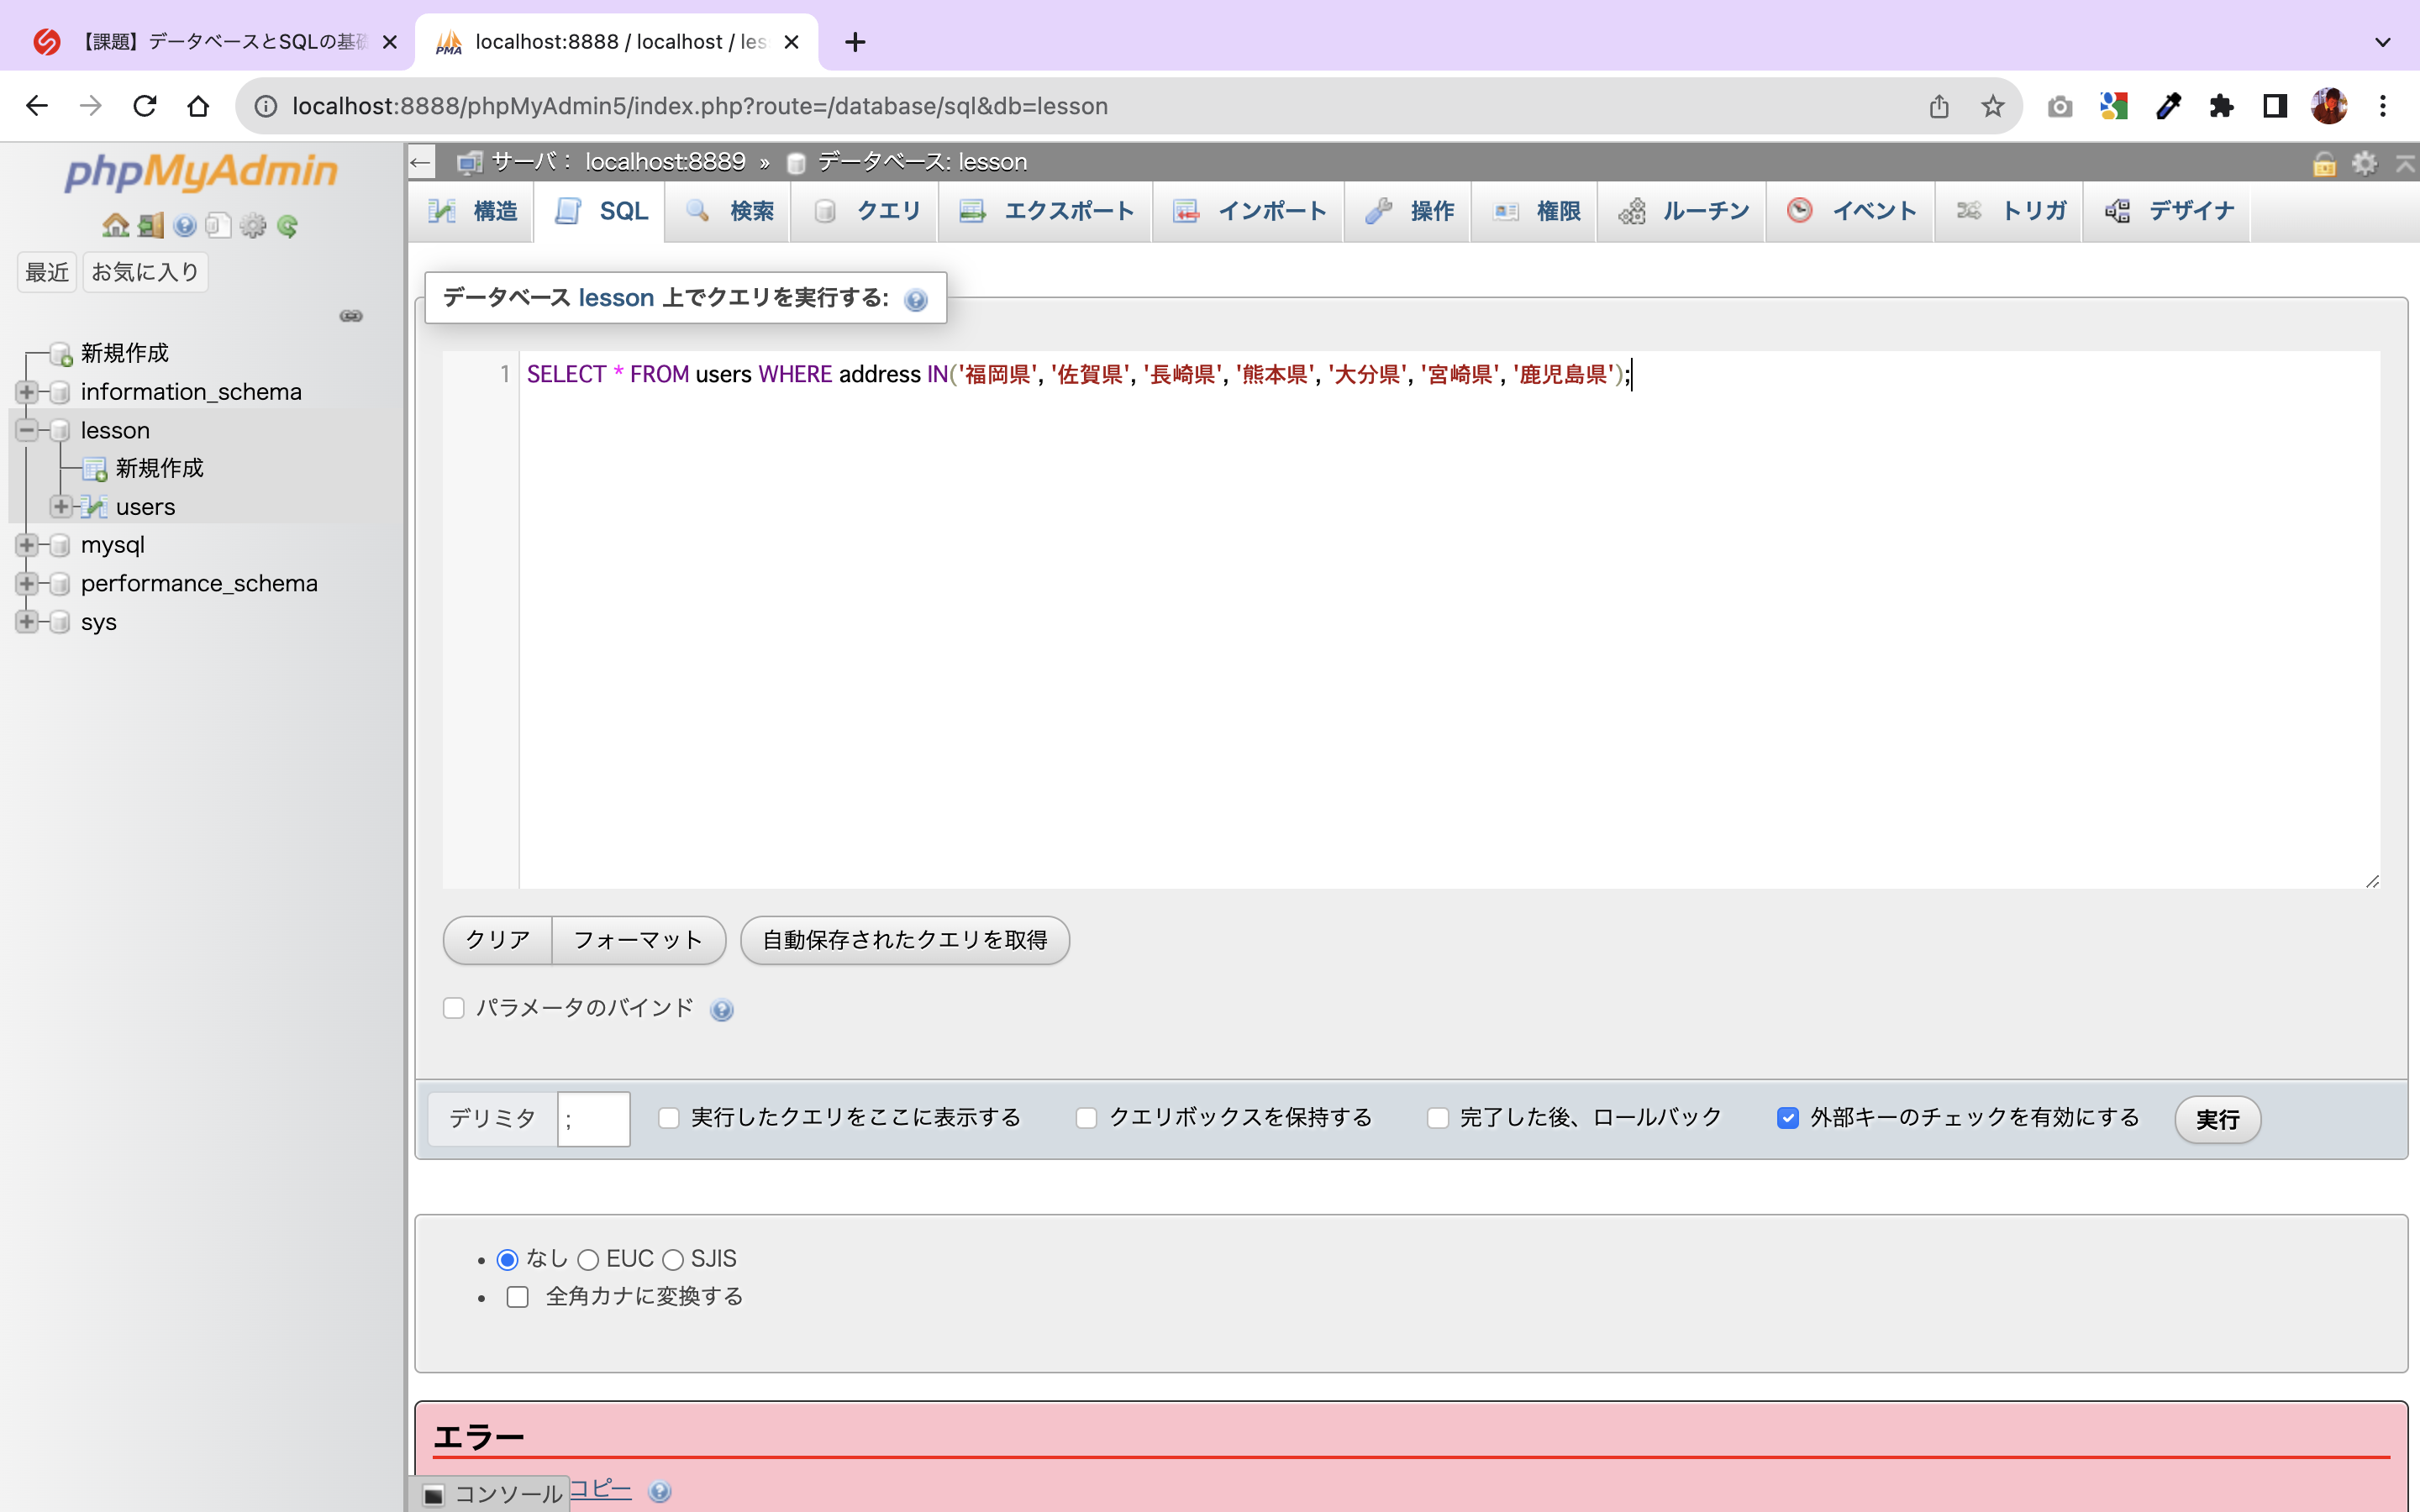 【課題】データベースとSQLの基礎
localhost:8888 / localhost / les
localhost:8888/phpMyAdmin5/index.php?route=/database/sql&db=lesson
phpMyAdmin
最近 お気に入り
新規作成
information_schema
lesson
新規作成
users
mysql
performance_schema
sys
サーバ： localhost:8889 » データベース: lesson
構造 SQL 検索 クエリ エクスポート インポート 操作 権限 ルーチン イベント トリガ デザイナ
データベース lesson 上でクエリを実行する:
1 SELECT * FROM users WHERE address IN('福岡県', '佐賀県', '長崎県', '熊本県', '大分県', '宮崎県', '鹿児島県');
クリア フォーマット 自動保存されたクエリを取得
パラメータのバインド
デリミタ ; 実行したクエリをここに表示する クエリボックスを保持する 完了した後、ロールバック 外部キーのチェックを有効にする 実行
• なし EUC SJIS
• 全角カナに変換する
エラー
コンソール コピー